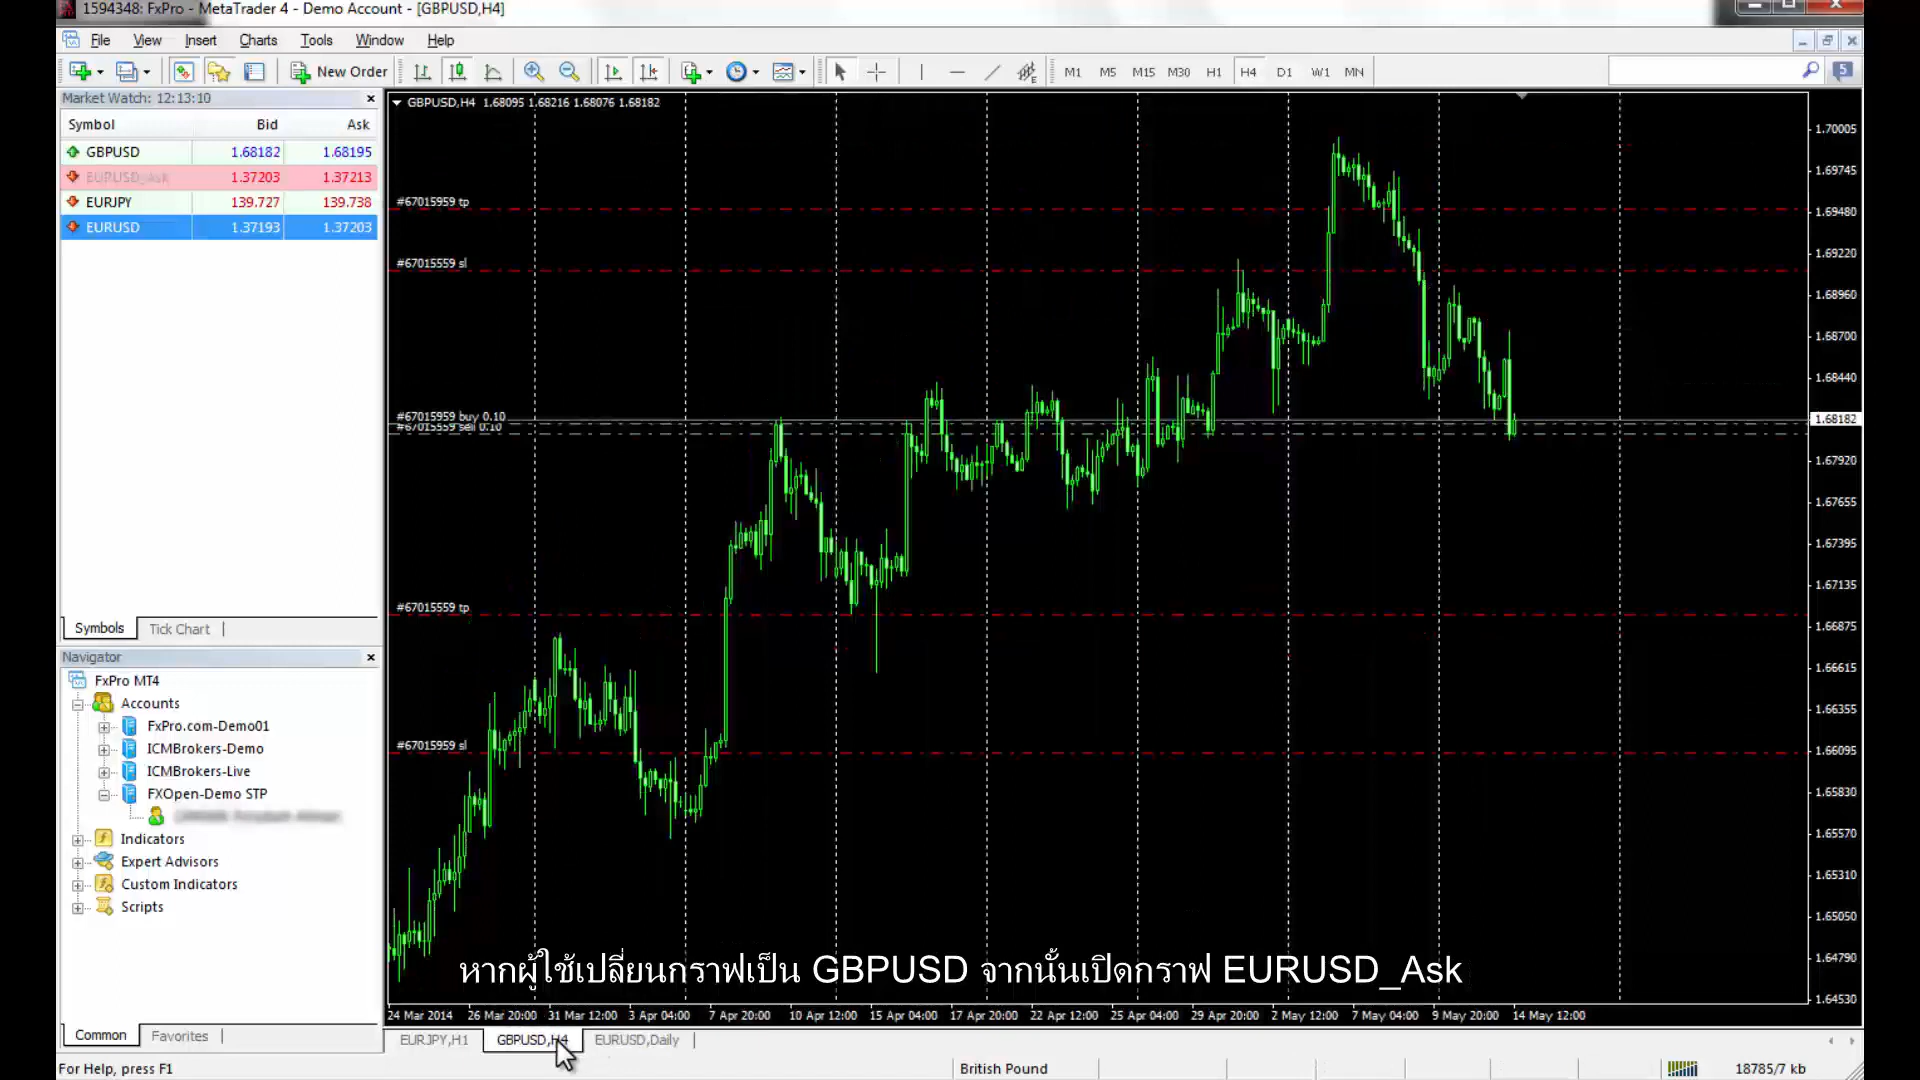 1594348: FxPro - MetaTrader 4 - Demo Account - [GBPUSD,H4]
File View Insert Charts Tools Window Help
New Order M1 M5 M15 M30 H1 H4 D1 W1 MN 5
Market Watch: 12:13:10
Symbol Bid Ask
GBPUSD 1.68182 1.68195
EURUSD_Ask 1.37203 1.37213
EURJPY 139.727 139.738
EURUSD 1.37193 1.37203
Symbols Tick Chart
Navigator
FxPro MT4
Accounts
FxPro.com-Demo01
ICMBrokers-Demo
ICMBrokers-Live
FXOpen-Demo STP
Indicators
Expert Advisors
Custom Indicators
Scripts
Common Favorites
GBPUSD,H4 1.68095 1.68216 1.68076 1.68182
#67015959 tp
#67015559 sl
#67015959 buy 0.10
#67015559 sell 0.10
#67015559 tp
#67015959 sl
1.70005
1.69745
1.69480
1.69220
1.68960
1.68700
1.68440
1.68182
1.67920
1.67655
1.67395
1.67135
1.66875
1.66615
1.66355
1.66095
1.65830
1.65570
1.65310
1.65050
1.64790
1.64530
หากผู้ใช้เปลี่ยนกราฟเป็น GBPUSD จากนั้นเปิดกราฟ EURUSD_Ask
24 Mar 2014 26 Mar 20:00 31 Mar 12:00 3 Apr 04:00 7 Apr 20:00 10 Apr 12:00 15 Apr 04:00 17 Apr 20:00 22 Apr 12:00 25 Apr 04:00 29 Apr 20:00 2 May 12:00 7 May 04:00 9 May 20:00 14 May 12:00
EURJPY,H1 GBPUSD,H4 EURUSD,Daily
For Help, press F1 British Pound 18785/7 kb